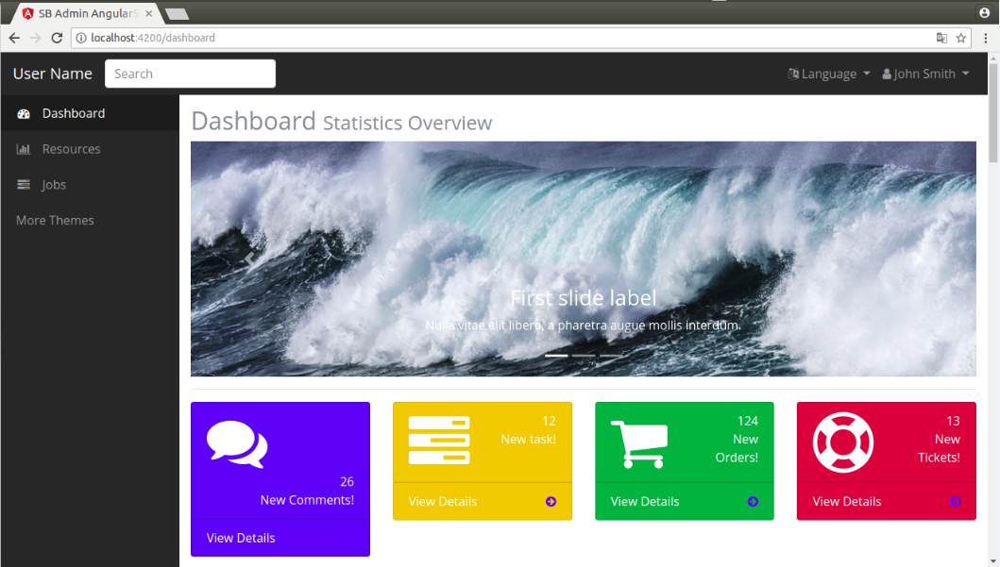 SB Admin AngularS
localhost:4200/dashboard
User Name
Search
Language
John Smith
Dashboard
Resources
Jobs
More Themes
Dashboard Statistics Overview
First slide label
Nulla vitae elit libero, a pharetra augue mollis interdum.
26
New Comments!
View Details
12
New task!
View Details
124
New
Orders!
View Details
13
New
Tickets!
View Details